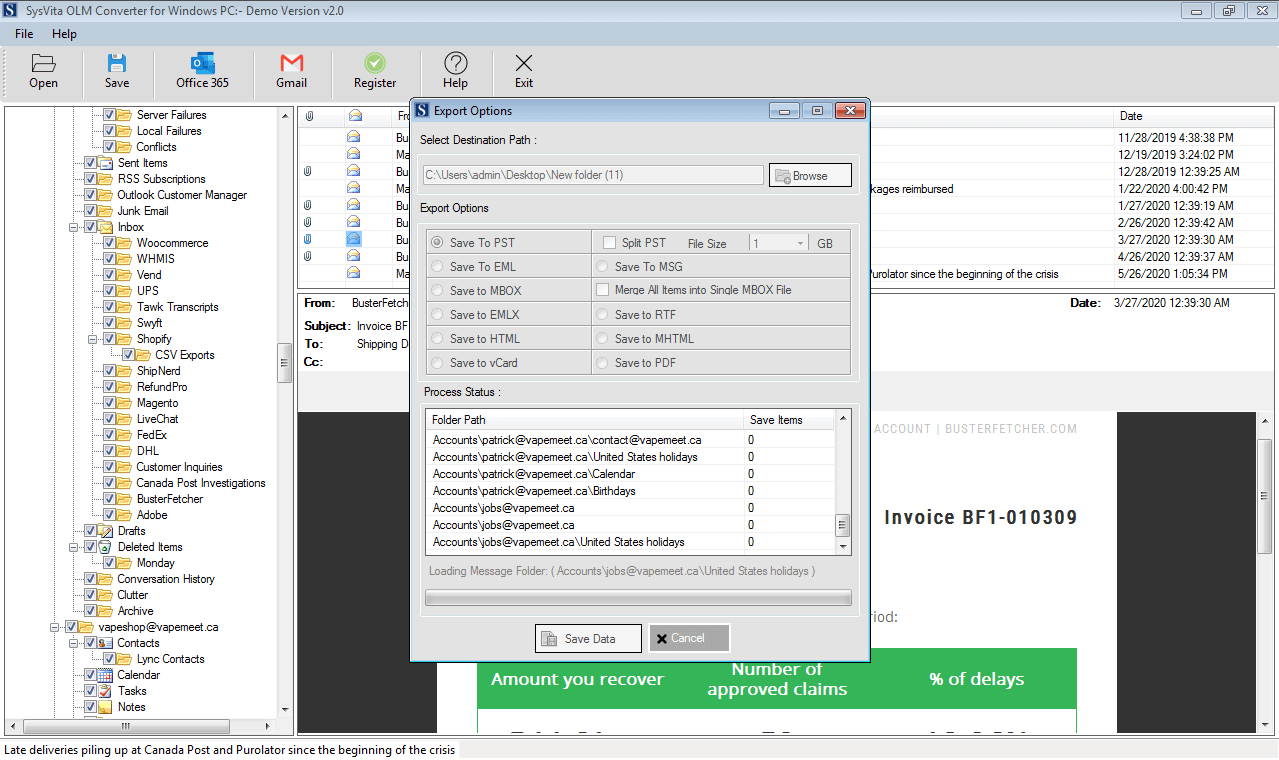 SysVita OLM Converter for Windows PC:- Demo Version v2.0
File Help
Open Save Office 365 Gmail Register Help Exit
Server Failures
Local Failures
Conflicts
Sent Items
RSS Subscriptions
Outlook Customer Manager
Junk Email
Inbox
Woocommerce
WHMIS
Vend
UPS
Tawk Transcripts
Swyft
Shopify
CSV Exports
ShipNerd
RefundPro
Magento
LiveChat
FedEx
DHL
Customer Inquiries
Canada Post Investigations
BusterFetcher
Adobe
Drafts
Deleted Items
Monday
Conversation History
Clutter
Archive
vapeshop@vapemeet.ca
Contacts
Lync Contacts
Calendar
Tasks
Notes
Fro Date
Bu 11/28/2019 4:38:38 PM
Ma 12/19/2019 3:24:02 PM
Bu 12/28/2019 12:39:25 AM
Ma kages reimbursed 1/22/2020 4:00:42 PM
Bu 1/27/2020 12:39:19 AM
Bu 2/26/2020 12:39:42 AM
Bu 3/27/2020 12:39:30 AM
Bu 4/26/2020 12:39:37 AM
Ma Purolator since the beginning of the crisis 5/26/2020 1:05:34 PM
From: BusterFetch Date: 3/27/2020 12:39:30 AM
Subject: Invoice BF
To: Shipping D
Cc:
ACCOUNT | BUSTERFETCHER.COM
Invoice BF1-010309
riod:
Amount you recover Number of approved claims % of delays
Export Options
Select Destination Path :
C:\Users\admin\Desktop\New folder (11) Browse
Export Options
Save To PST Split PST File Size 1 GB
Save To EML Save To MSG
Save to MBOX Merge All Items into Single MBOX File
Save to EMLX Save to RTF
Save to HTML Save to MHTML
Save to vCard Save to PDF
Process Status :
Folder Path Save Items
Accounts\patrick@vapemeet.ca\contact@vapemeet.ca 0
Accounts\patrick@vapemeet.ca\United States holidays 0
Accounts\patrick@vapemeet.ca\Calendar 0
Accounts\patrick@vapemeet.ca\Birthdays 0
Accounts\jobs@vapemeet.ca 0
Accounts\jobs@vapemeet.ca 0
Accounts\jobs@vapemeet.ca\United States holidays 0
Loading Message Folder: ( Accounts\jobs@vapemeet.ca\United States holidays )
Save Data Cancel
Late deliveries piling up at Canada Post and Purolator since the beginning of the crisis